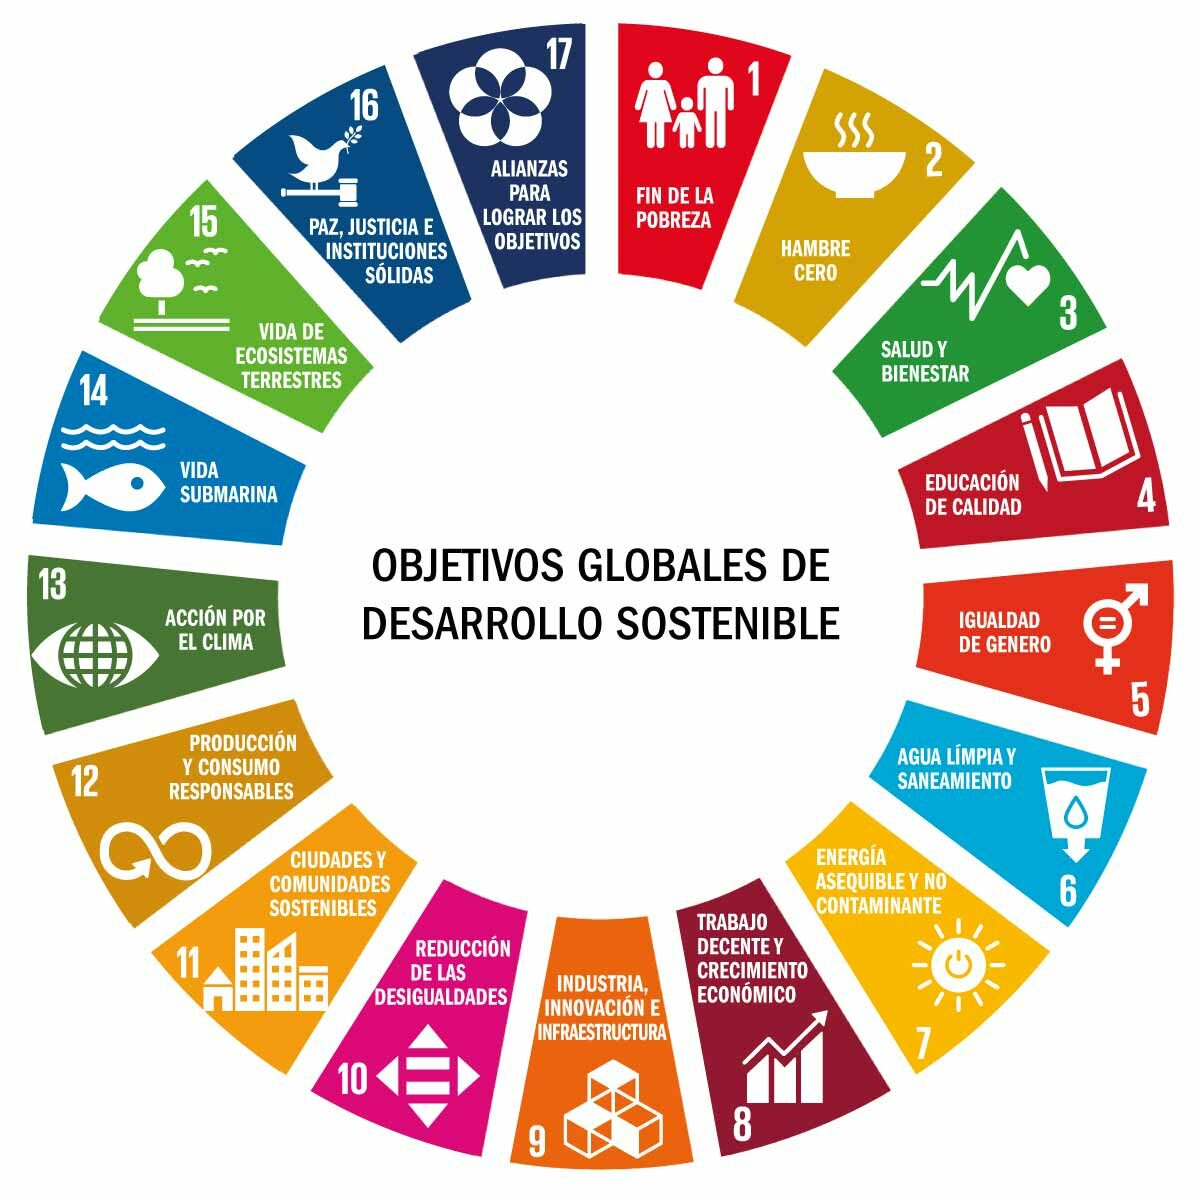 OBJETIVOS GLOBALES DE
DESARROLLO SOSTENIBLE
1
FIN DE LA
POBREZA
2
HAMBRE
CERO
3
SALUD Y
BIENESTAR
4
EDUCACIÓN
DE CALIDAD
5
IGUALDAD
DE GENERO
6
AGUA LÍMPIA Y
SANEAMIENTO
7
ENERGÍA
ASEQUIBLE Y NO
CONTAMINANTE
8
TRABAJO
DECENTE Y
CRECIMIENTO
ECONÓMICO
9
INDUSTRIA,
INNOVACIÓN E
INFRAESTRUCTURA
10
REDUCCIÓN
DE LAS
DESIGUALDADES
11
CIUDADES Y
COMUNIDADES
SOSTENIBLES
12
PRODUCCIÓN
Y CONSUMO
RESPONSABLES
13
ACCIÓN POR
EL CLIMA
14
VIDA
SUBMARINA
15
VIDA DE
ECOSISTEMAS
TERRESTRES
16
PAZ, JUSTICIA E
INSTITUCIONES
SÓLIDAS
17
ALIANZAS
PARA
LOGRAR LOS
OBJETIVOS